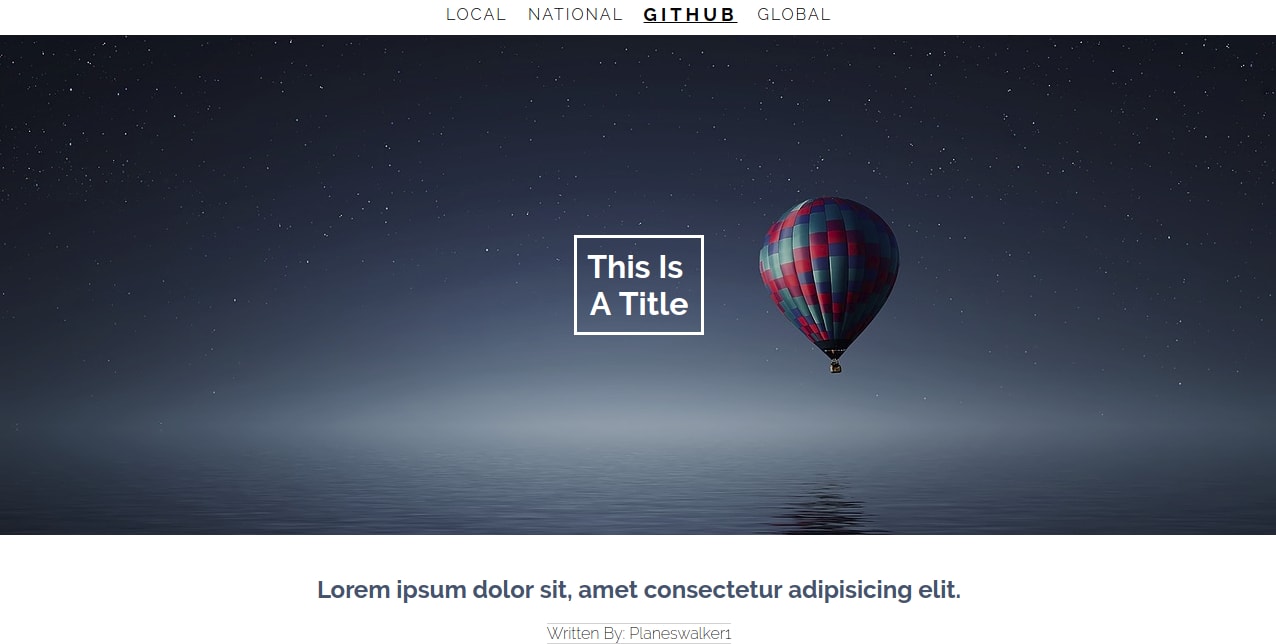 LOCAL NATIONAL GITHUB GLOBAL
This Is
A Title
Lorem ipsum dolor sit, amet consectetur adipisicing elit.
Written By: Planeswalker1